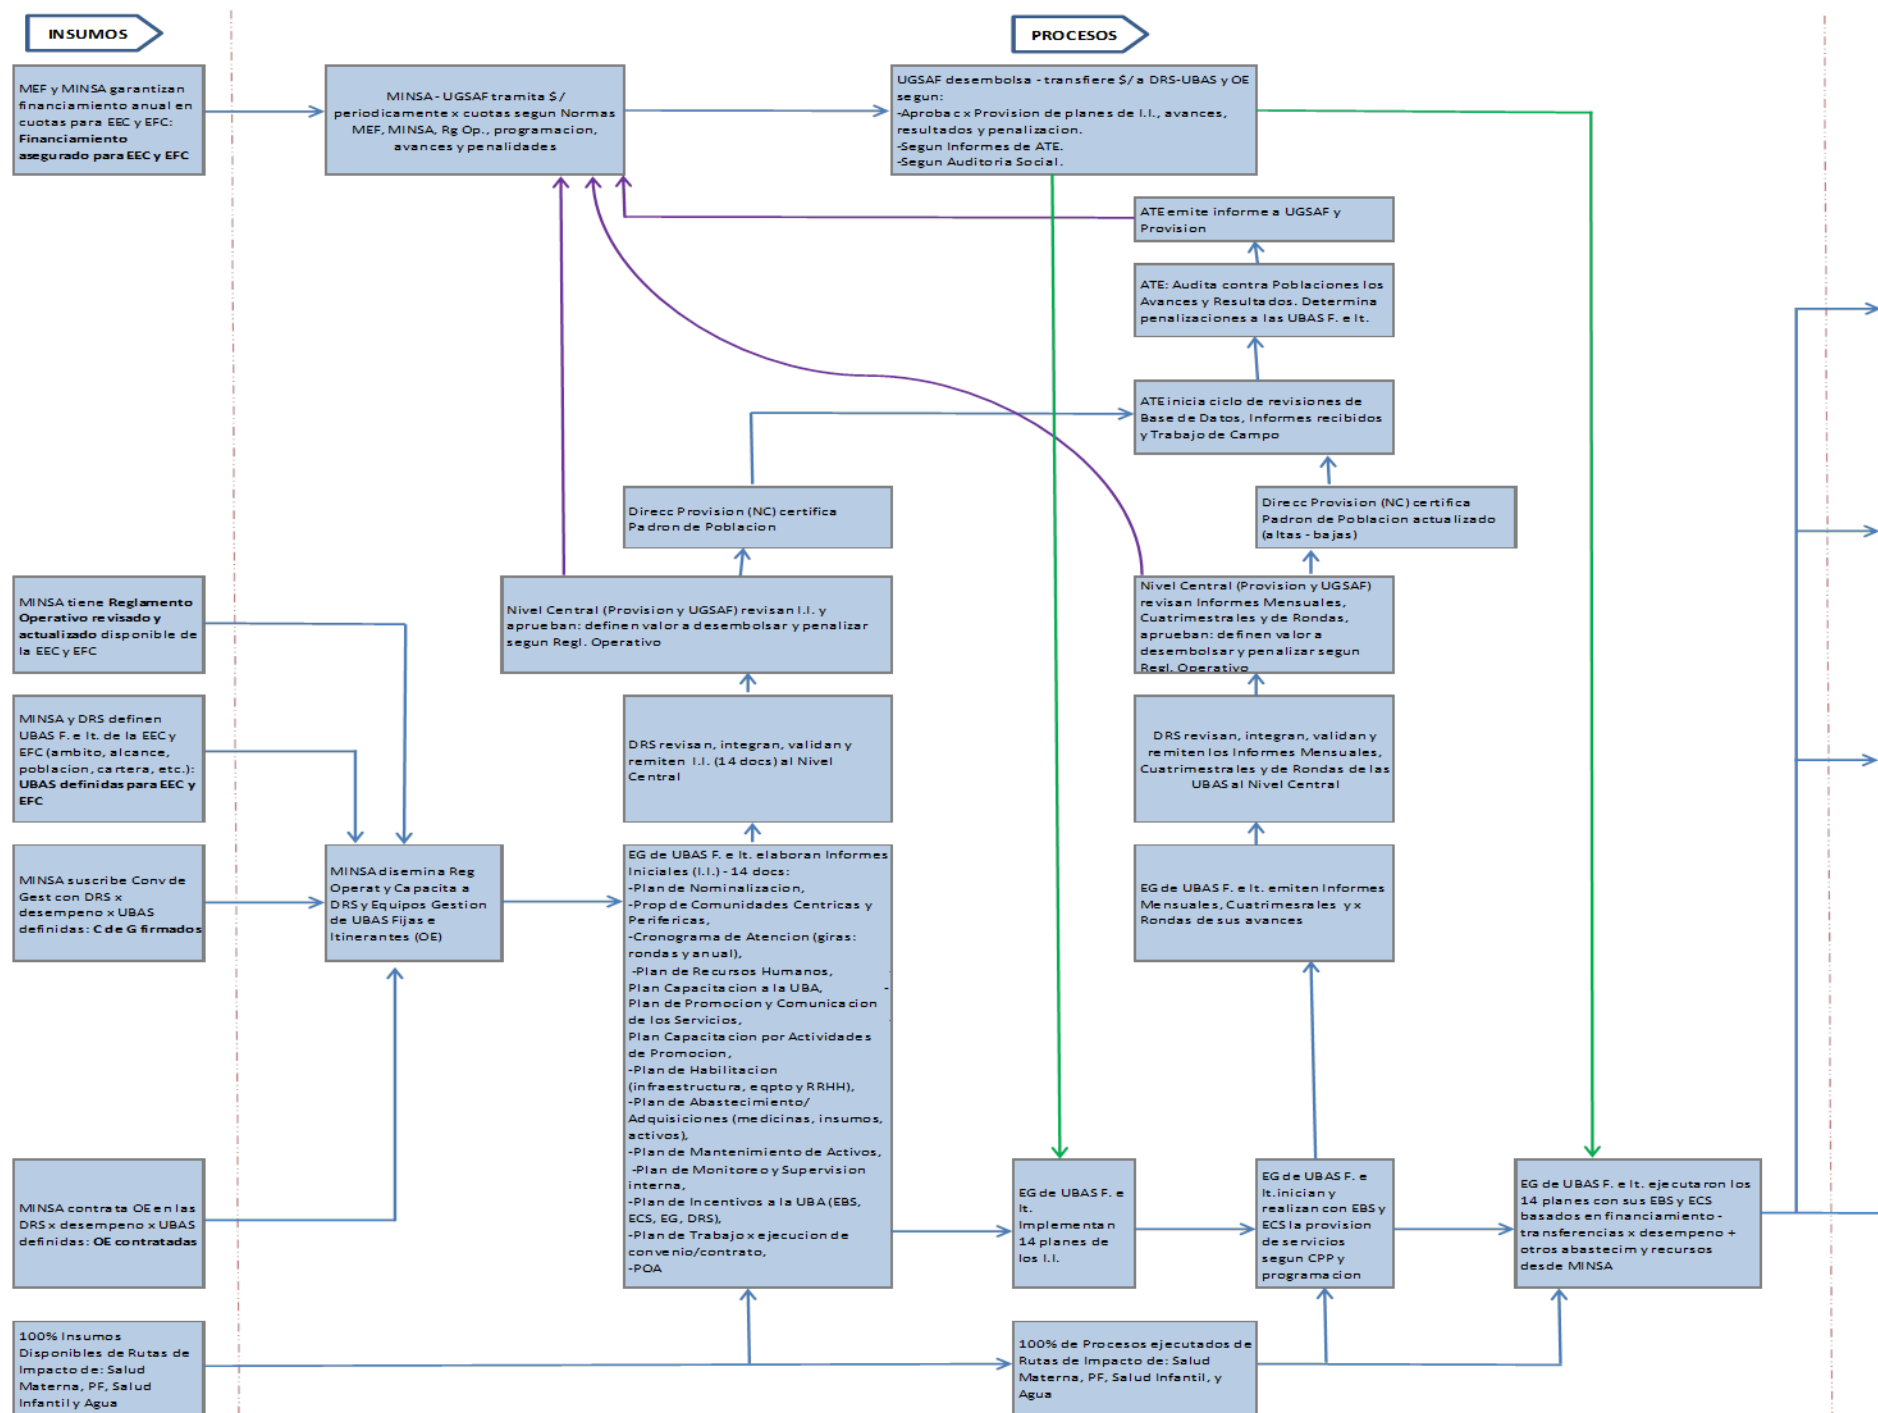 INSUMOS
PROCESOS
MEF y MINSA garantizan
financiamiento anual en
cuotas para EEC y EFC:
Financiamiento
asegurado para EEC y EFC
MINSA - UGSAF tramita $/
periodicamente x cuotas segun Normas
MEF, MINSA, Rg Op., programacion,
avances y penalidades
UGSAF desembolsa - transfiere $/ a DRS-UBAS y OE
segun:
-Aprobac x Provision de planes de I.I., avances,
resultados y penalizacion.
-Segun Informes de ATE.
-Segun Auditoria Social.
ATE emite informe a UGSAF y
Provision
ATE: Audita contra Poblaciones los
Avances y Resultados. Determina
penalizaciones a las UBAS F. e It.
ATE inicia ciclo de revisiones de
Base de Datos, Informes recibidos
y Trabajo de Campo
Direcc Provision (NC) certifica
Padron de Poblacion
Direcc Provision (NC) certifica
Padron de Poblacion actualizado
(altas - bajas)
MINSA tiene Reglamento
Operativo revisado y
actualizado disponible de
la EEC y EFC
Nivel Central (Provision y UGSAF) revisan I.I. y
aprueban: definen valor a desembolsar y penalizar
segun Regl. Operativo
Nivel Central (Provision y UGSAF)
revisan Informes Mensuales,
Cuatrimestrales y de Rondas,
aprueban: definen valor a
desembolsar y penalizar segun
Regl. Operativo
MINSA y DRS definen
UBAS F. e It. de la EEC y
EFC (ambito, alcance,
poblacion, cartera, etc.):
UBAS definidas para EEC y
EFC
DRS revisan, integran, validan y
remiten I.I. (14 docs) al Nivel
Central
DRS revisan, integran, validan y
remiten los Informes Mensuales,
Cuatrimestrales y de Rondas de las
UBAS al Nivel Central
MINSA suscribe Conv de
Gest con DRS x
desempeno x UBAS
definidas: C de G firmados
MINSA disemina Reg
Operat y Capacita a
DRS y Equipos Gestion
de UBAS Fijas e
Itinerantes (OE)
EG de UBAS F. e It. elaboran Informes
Iniciales (I.I.) - 14 docs:
-Plan de Nominalizacion,
-Prop de Comunidades Centricas y
Perifericas,
-Cronograma de Atencion (giras:
rondas y anual),
-Plan de Recursos Humanos, -
Plan Capacitacion a la UBA, -
Plan de Promocion y Comunicacion
de los Servicios, -
Plan Capacitacion por Actividades
de Promocion,
-Plan de Habilitacion
(infraestructura, eqpto y RRHH),
-Plan de Abastecimiento/
Adquisiciones (medicinas, insumos,
activos),
-Plan de Mantenimiento de Activos,
-Plan de Monitoreo y Supervision
interna,
-Plan de Incentivos a la UBA (EBS,
ECS, EG, DRS),
-Plan de Trabajo x ejecucion de
convenio/contrato,
-POA
EG de UBAS F. e It. emiten Informes
Mensuales, Cuatrimesrales y x
Rondas de sus avances
MINSA contrata OE en las
DRS x desempeno x UBAS
definidas: OE contratadas
EG de UBAS F. e
It.
Implementan
14 planes de
los I.I.
EG de UBAS F. e
It. inician y
realizan con EBS y
ECS la provision
de servicios
segun CPP y
programacion
EG de UBAS F. e It. ejecutaron los
14 planes con sus EBS y ECS
basados en financiamiento -
transferencias x desempeno +
otros abastecim y recursos
desde MINSA
100% Insumos
Disponibles de Rutas de
Impacto de: Salud
Materna, PF, Salud
Infantil y Agua
100% de Procesos ejecutados de
Rutas de Impacto de: Salud
Materna, PF, Salud Infantil, y
Agua